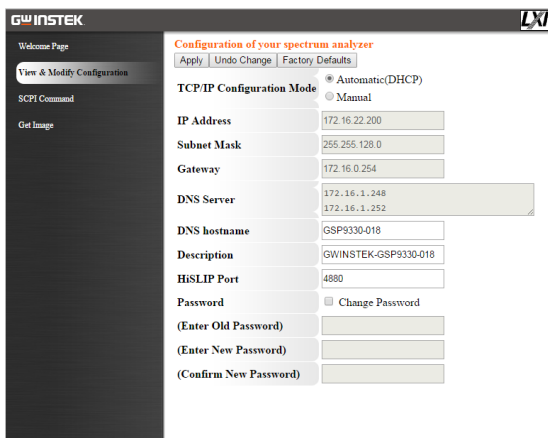 GWINSTEK
LXI
Welcome Page
View & Modify Configuration
SCPI Command
Get Image
Configuration of your spectrum analyzer
Apply Undo Change Factory Defaults
TCP/IP Configuration Mode
Automatic(DHCP)
Manual
IP Address 172.16.22.200
Subnet Mask 255.255.128.0
Gateway 172.16.0.254
DNS Server
172.16.1.248
172.16.1.252
DNS hostname GSP9330-018
Description GWINSTEK-GSP9330-018
HiSLIP Port 4880
Password Change Password
(Enter Old Password)
(Enter New Password)
(Confirm New Password)